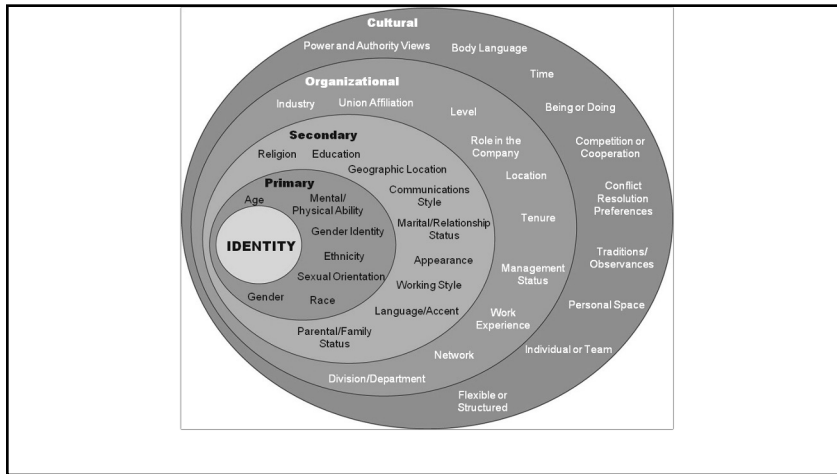 Cultural
Power and Authority Views
Body Language
Time
Being or Doing
Competition or
Cooperation
Conflict
Resolution
Preferences
Traditions/
Observances
Personal Space
Individual or Team
Flexible or
Structured
Organizational
Industry
Union Affiliation
Level
Role in the
Company
Location
Tenure
Management
Status
Work
Experience
Network
Division/Department
Secondary
Religion
Education
Geographic Location
Communications
Style
Marital/Relationship
Status
Appearance
Working Style
Language/Accent
Parental/Family
Status
Primary
Age
Mental/
Physical Ability
Gender Identity
Ethnicity
Sexual Orientation
Race
Gender
IDENTITY